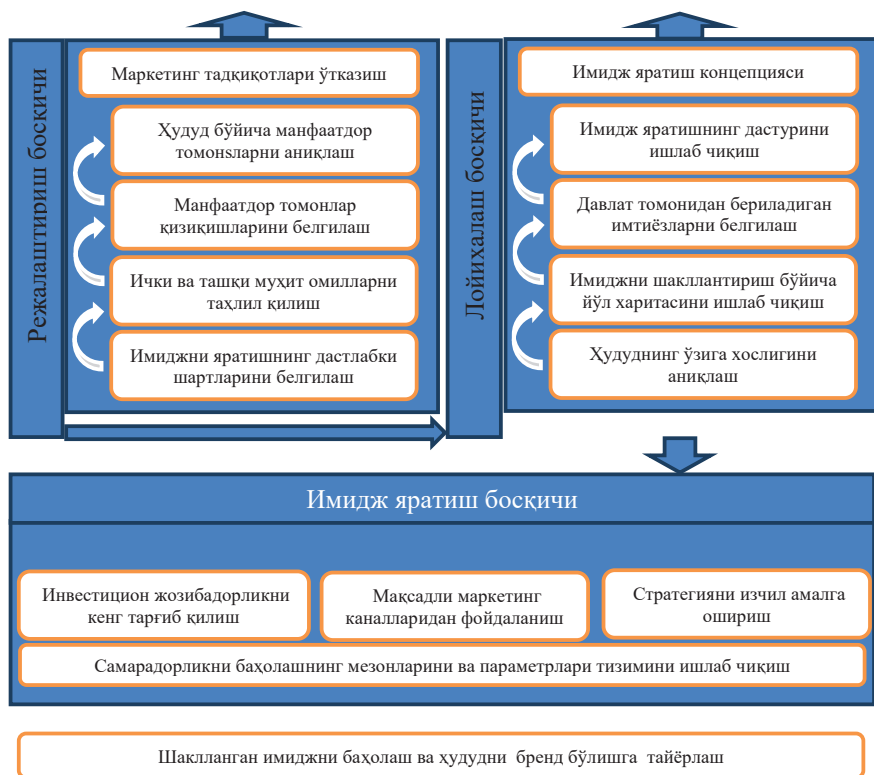 Режалаштириш боскичи
Маркетинг тадқиқотлари ўтказиш
Ҳудуд бўйича манфаатдор
томонsларни аниқлаш
Манфаатдор томонлар
қизиқишларини белгилаш
Ички ва ташқи муҳит омилларни
таҳлил қилиш
Имиджни яратишнинг дастлабки
шартларини белгилаш
Лойихалаш босқичи
Имидж яратиш концепцияси
Имидж яратишнинг дастурини
ишлаб чиқиш
Давлат томонидан бериладиган
имтиёзларни белгилаш
Имиджни шакллантириш бўйича
йўл харитасини ишлаб чиқиш
Ҳудуднинг ўзига хослигини
аниқлаш
Имидж яратиш босқичи
Инвестицион жозибадорликни
кенг тарғиб қилиш
Мақсадли маркетинг
каналларидан фойдаланиш
Стратегияни изчил амалга
ошириш
Самарадорликни баҳолашнинг мезонларини ва параметрлари тизимини ишлаб чиқиш
Шаклланган имиджни баҳолаш ва ҳудудни бренд бўлишга тайёрлаш